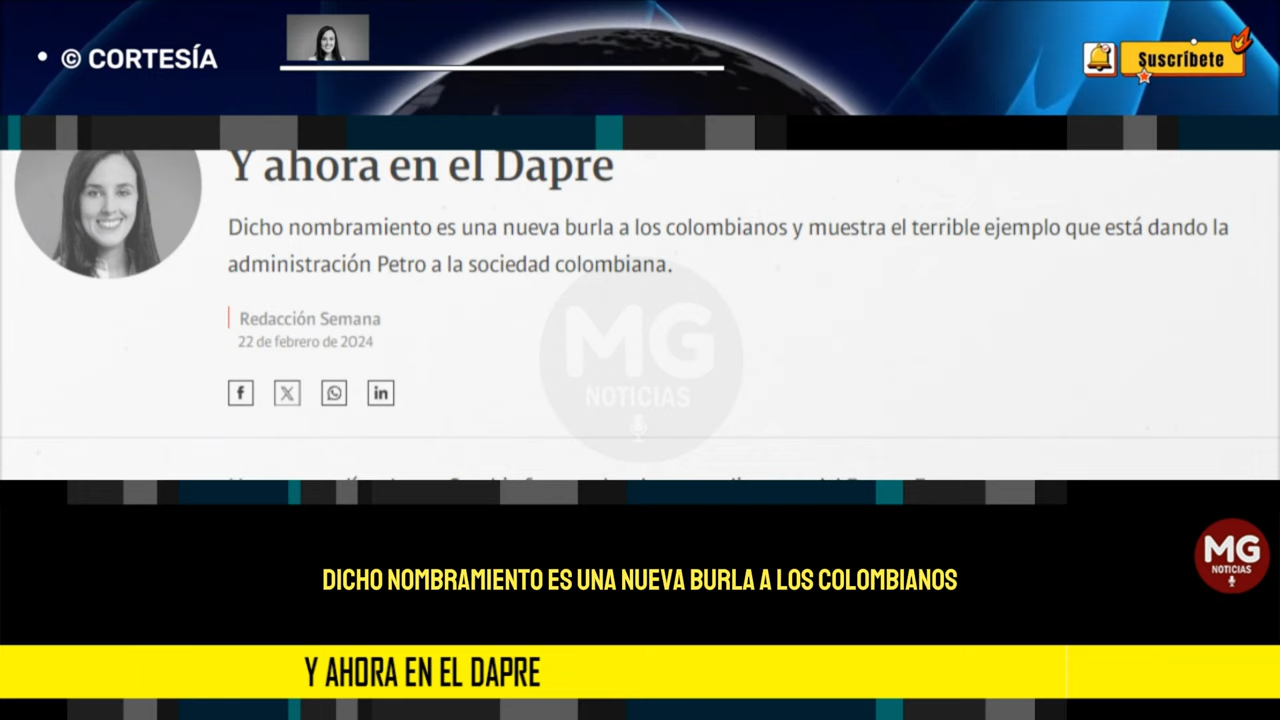 • © CORTESÍA
Suscríbete
Y ahora en el Dapre
Dicho nombramiento es una nueva burla a los colombianos y muestra el terrible ejemplo que está dando la
administración Petro a la sociedad colombiana.
Redacción Semana
22 de febrero de 2024
MG
NOTICIAS
DICHO NOMBRAMIENTO ES UNA NUEVA BURLA A LOS COLOMBIANOS
MG
NOTICIAS
Y AHORA EN EL DAPRE